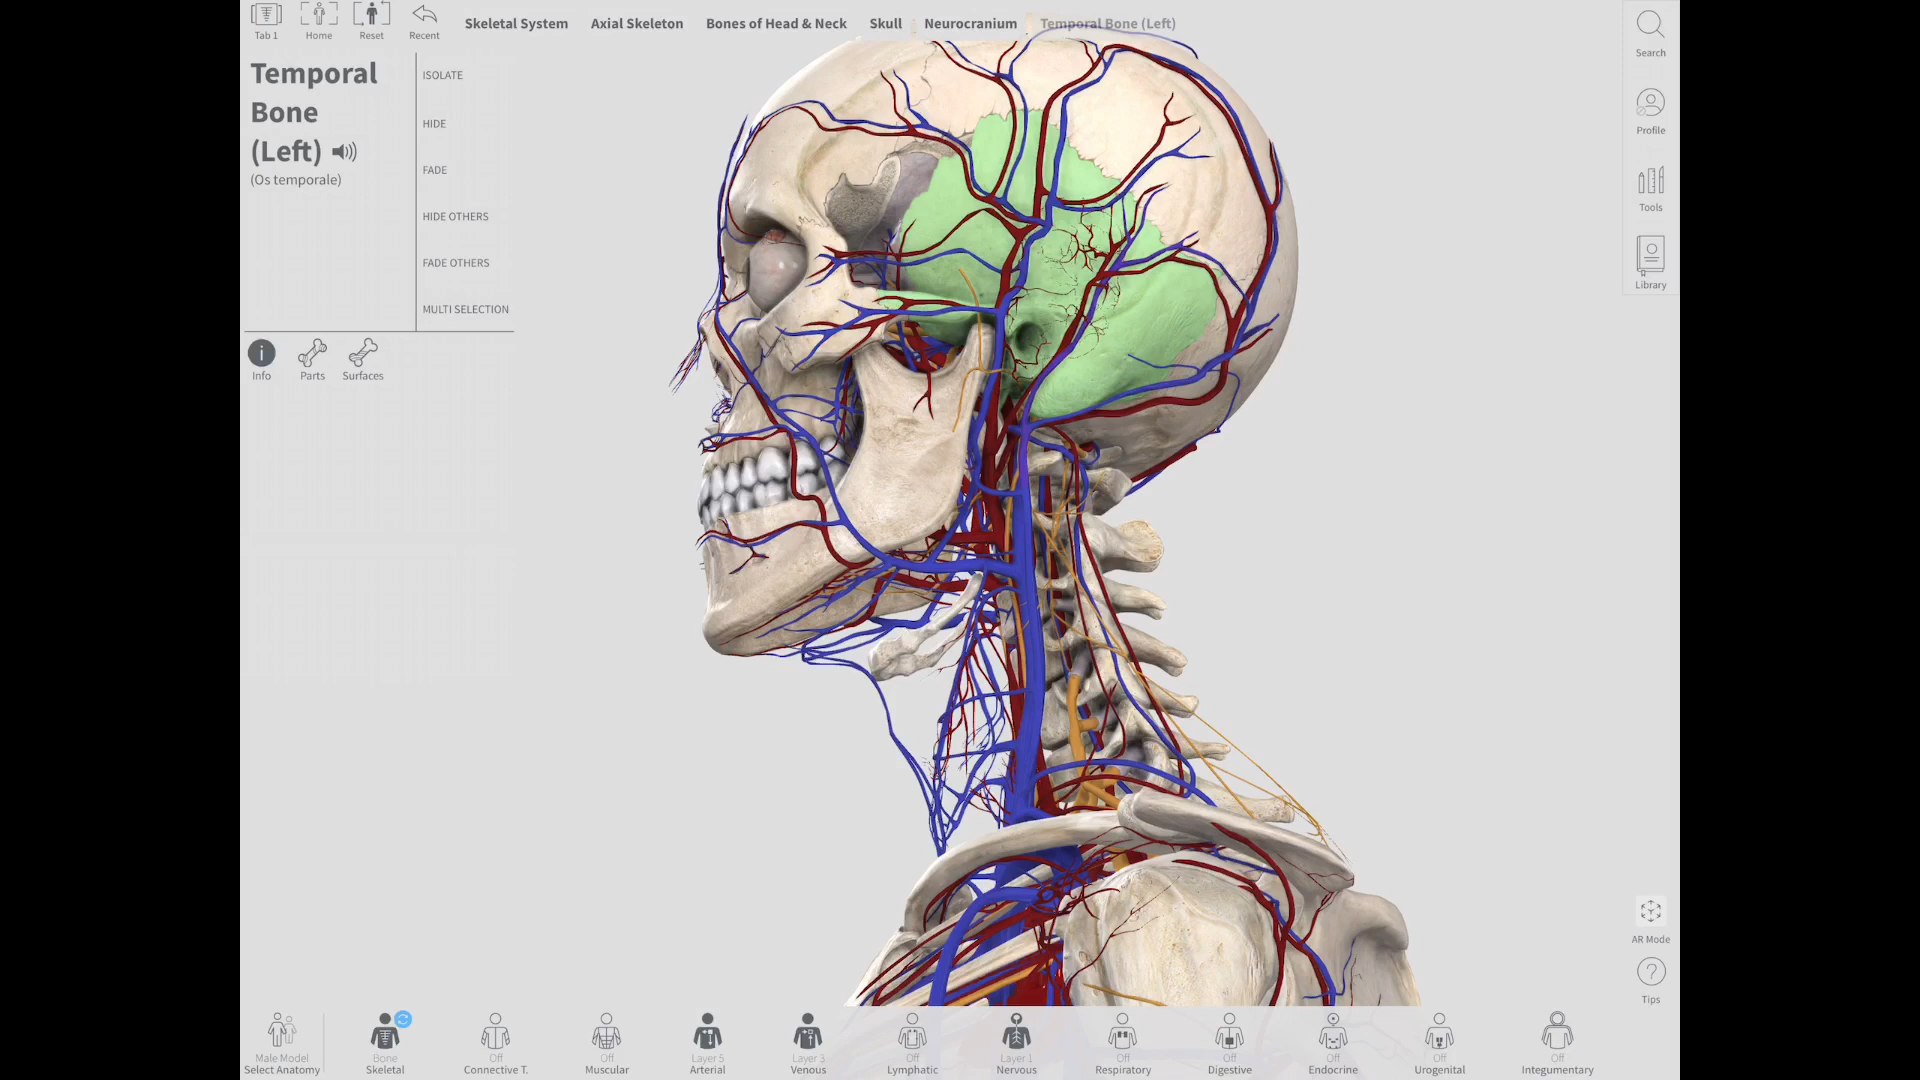 Tab 1
Home
Reset
Recent
Skeletal System
Axial Skeleton
Bones of Head & Neck
Skull
Neurocranium
Temporal Bone (Left)
Search
Profile
Tools
Library
Temporal
Bone
(Left)
(Os temporale)
ISOLATE
HIDE
FADE
HIDE OTHERS
FADE OTHERS
MULTI SELECTION
i
Info
Parts
Surfaces
AR Mode
?
Tips
Male Model
Select Anatomy
Bone
Skeletal
Off
Connective T.
Off
Muscular
Layer 5
Arterial
Layer 3
Venous
Off
Lymphatic
Layer 1
Nervous
Off
Respiratory
Off
Digestive
Off
Endocrine
Off
Urogenital
Off
Integumentary